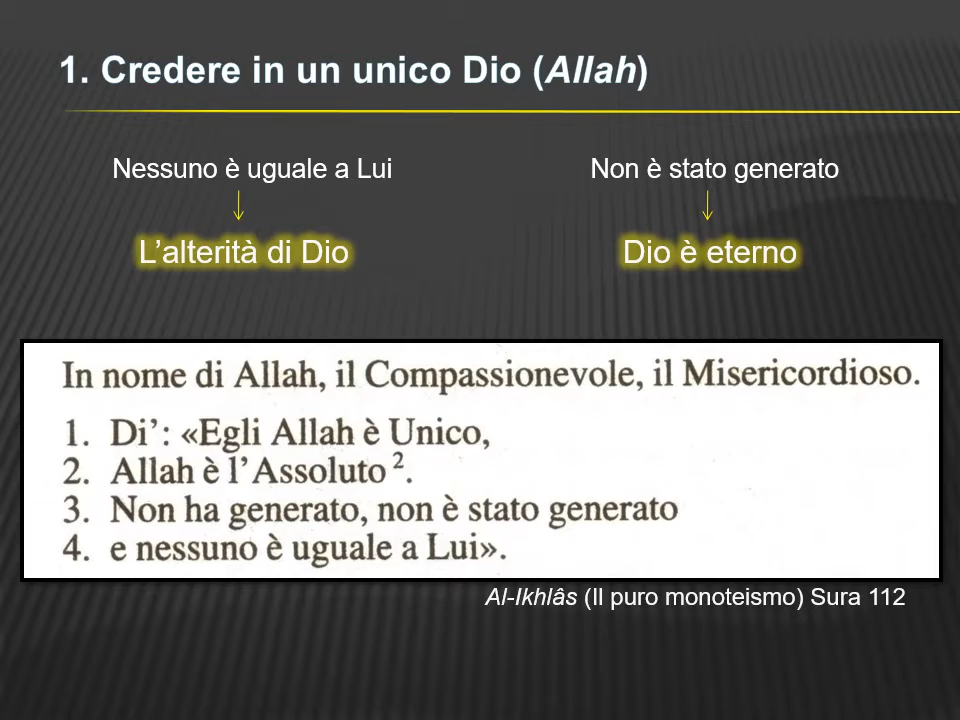 1. Credere in un unico Dio (Allah)
Nessuno è uguale a Lui
Non è stato generato
L’alterità di Dio
Dio è eterno
In nome di Allah, il Compassionevole, il Misericordioso.
1. Di’: «Egli Allah è Unico,
2. Allah è l’Assoluto ².
3. Non ha generato, non è stato generato
4. e nessuno è uguale a Lui».
Al-Ikhlâs (Il puro monoteismo) Sura 112